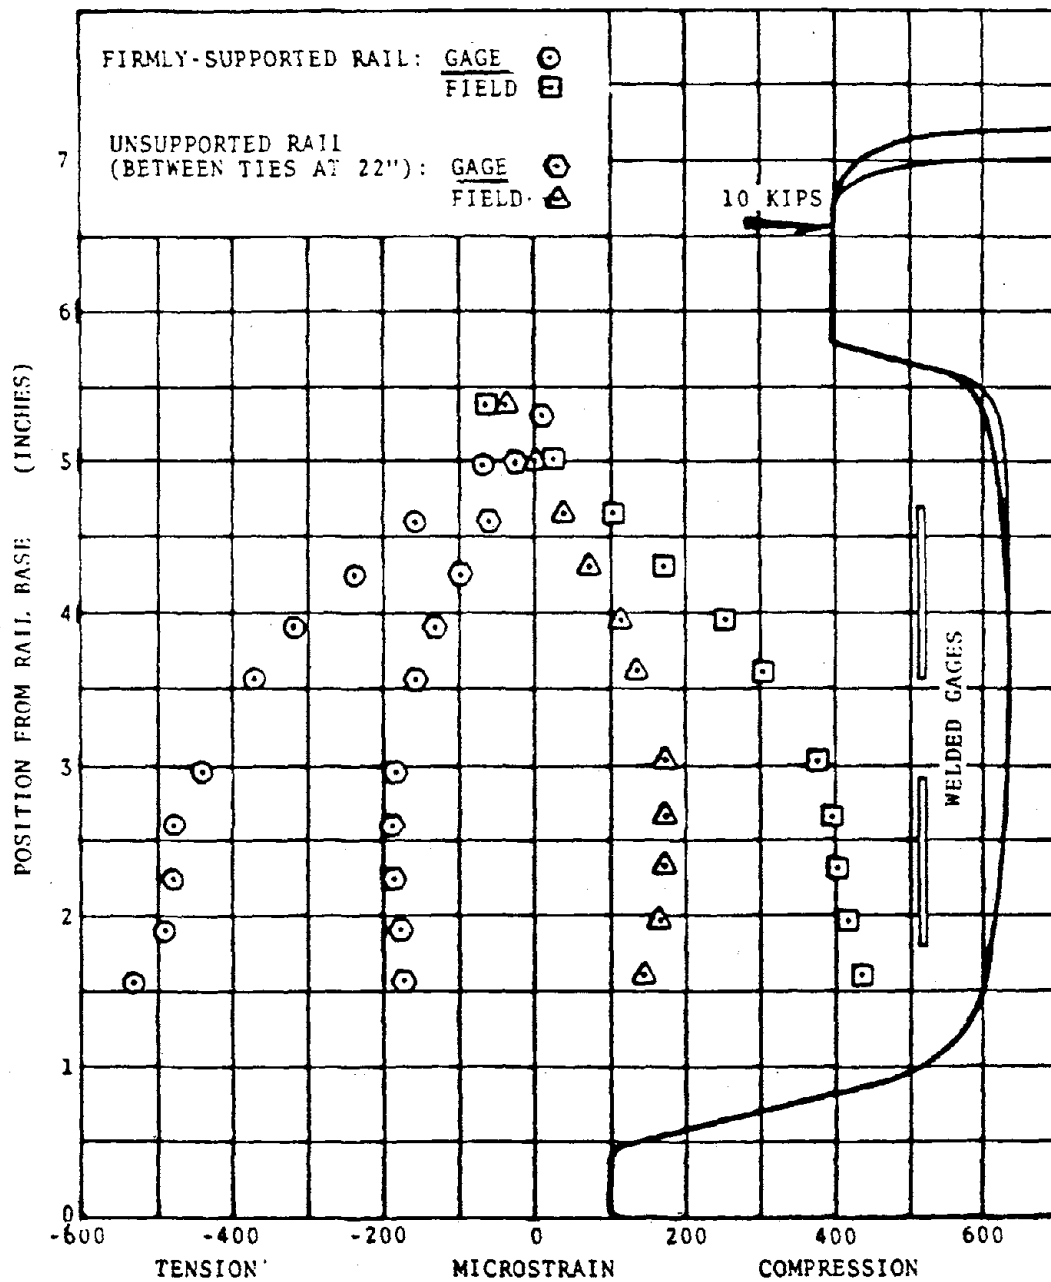 FIRMLY-SUPPORTED RAIL: GAGE
FIELD
UNSUPPORTED RAIL
(BETWEEN TIES AT 22"): GAGE
FIELD
10 KIPS
7
6
5
4
3
2
1
0
POSITION FROM RAIL BASE (INCHES)
WELDED GAGES
-600 -400 -200 0 200 400 600
TENSION MICROSTRAIN COMPRESSION